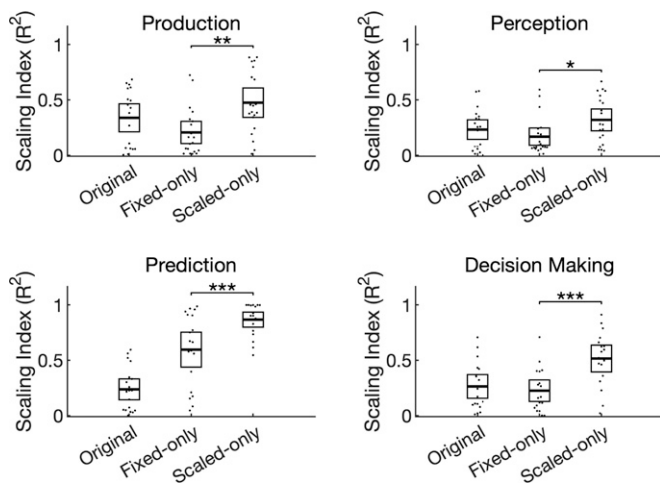 Production
**
Scaling Index (R²)
1
0.5
0
Original
Fixed-only
Scaled-only
Perception
*
Scaling Index (R²)
1
0.5
0
Original
Fixed-only
Scaled-only
Prediction
***
Scaling Index (R²)
1
0.5
0
Original
Fixed-only
Scaled-only
Decision Making
***
Scaling Index (R²)
1
0.5
0
Original
Fixed-only
Scaled-only